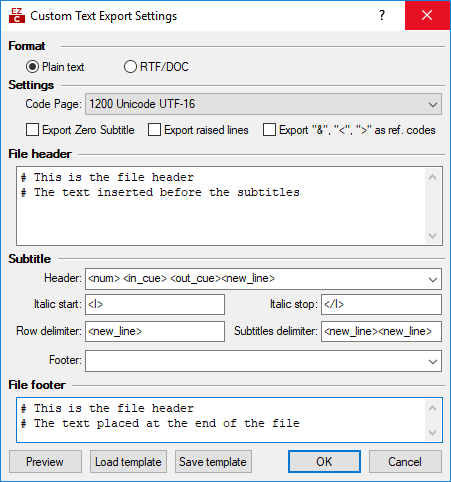 EZ
C
Custom Text Export Settings
?
Format
Plain text
RTF/DOC
Settings
Code Page: 1200 Unicode UTF-16
Export Zero Subtitle
Export raised lines
Export "&", "<", ">" as ref. codes
File header
# This is the file header
# The text inserted before the subtitles
Subtitle
Header: <num> <in_cue> <out_cue><new_line>
Italic start: <I>
Italic stop: </I>
Row delimiter: <new_line>
Subtitles delimiter: <new_line><new_line>
Footer:
File footer
# This is the file header
# The text placed at the end of the file
Preview
Load template
Save template
OK
Cancel